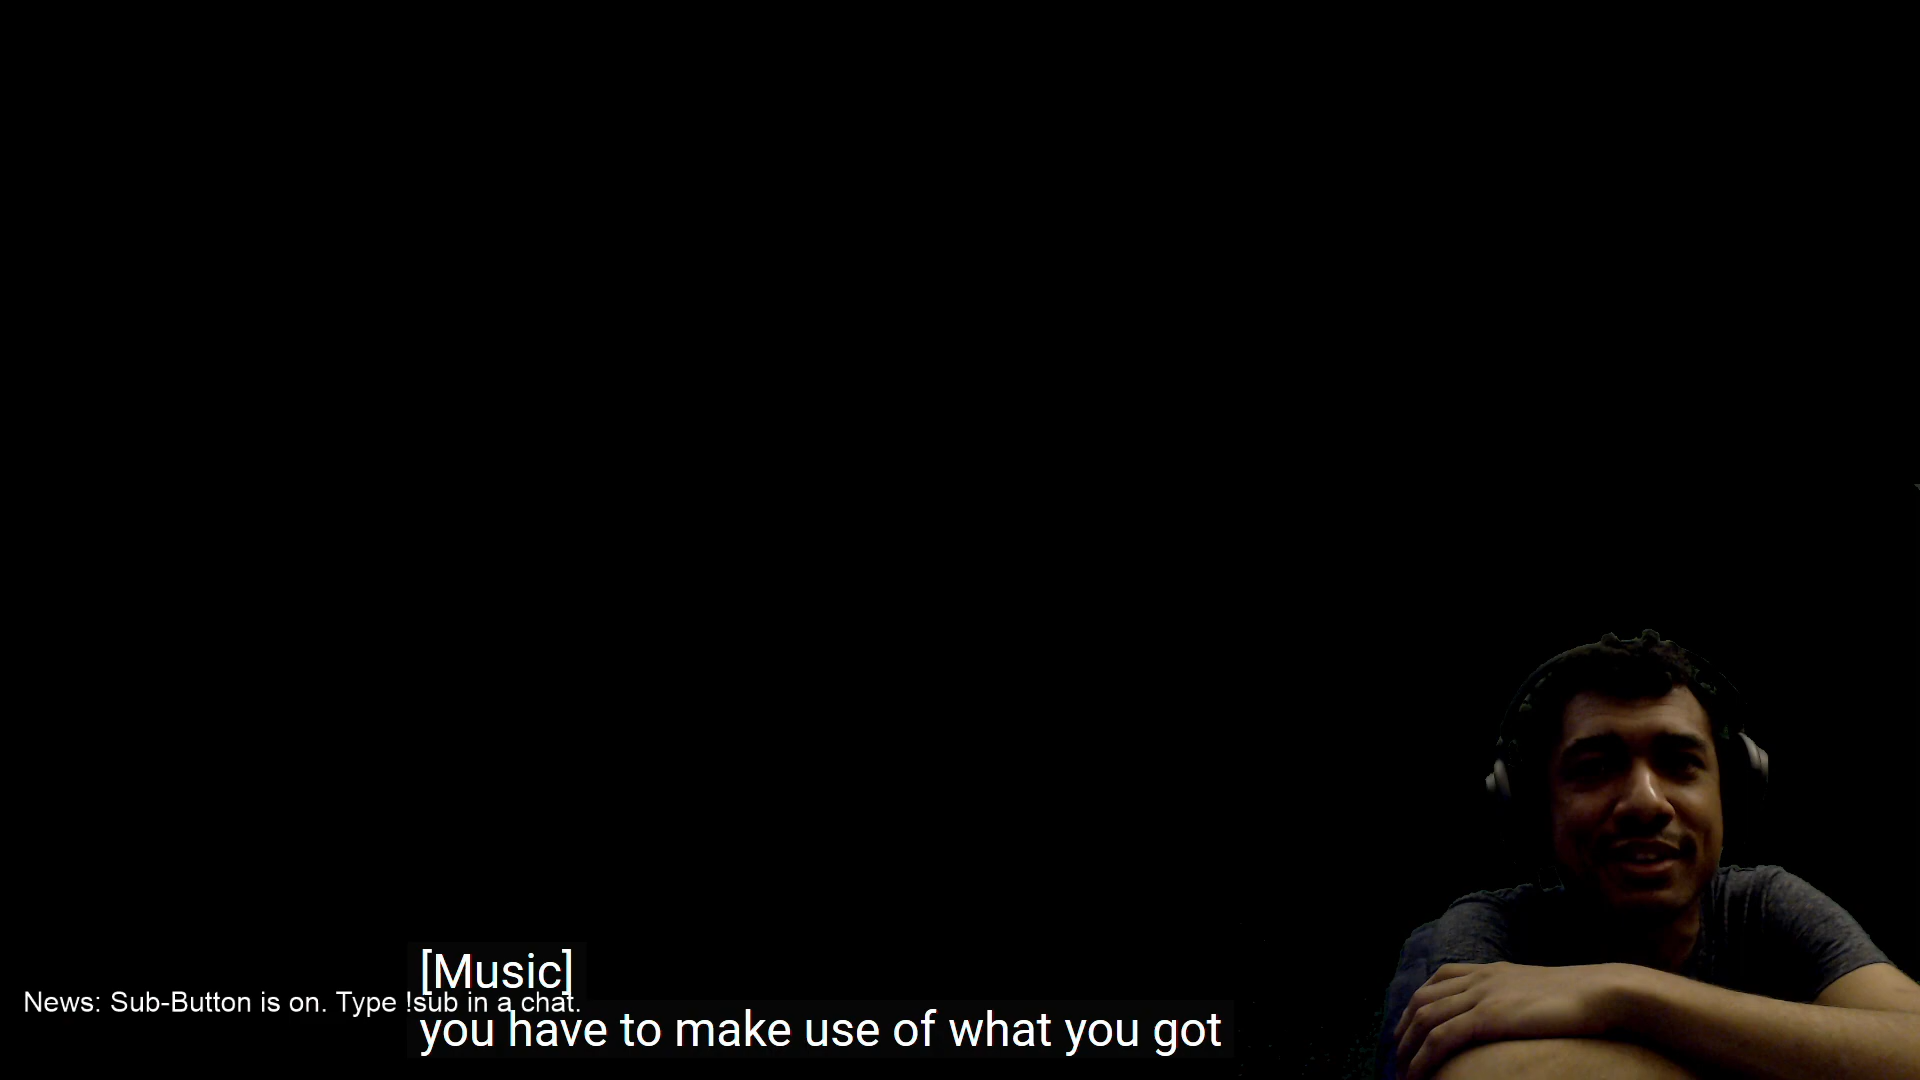 [Music]
News: Sub-Button is on. Type !sub in a chat.
you have to make use of what you got